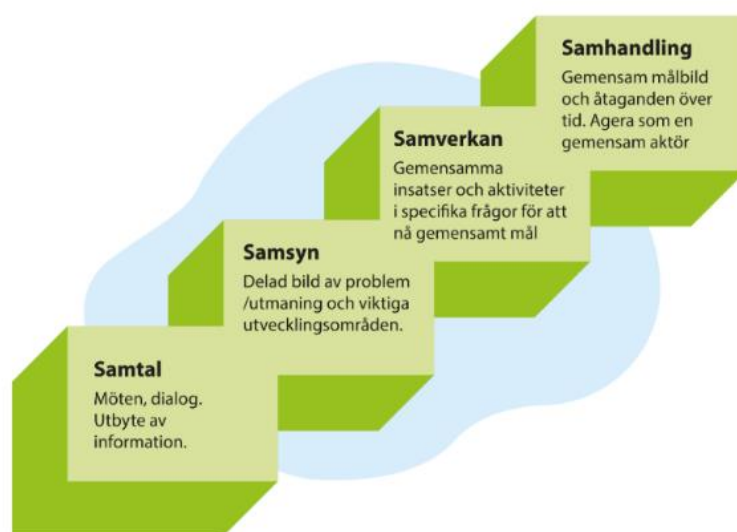 Samhandling
Gemensam målbild
och åtaganden över
tid. Agera som en
gemensam aktör
Samverkan
Gemensamma
insatser och aktiviteter
i specifika frågor för att
nå gemensamt mål
Samsyn
Delad bild av problem
/utmaning och viktiga
utvecklingsområden.
Samtal
Möten, dialog.
Utbyte av
information.